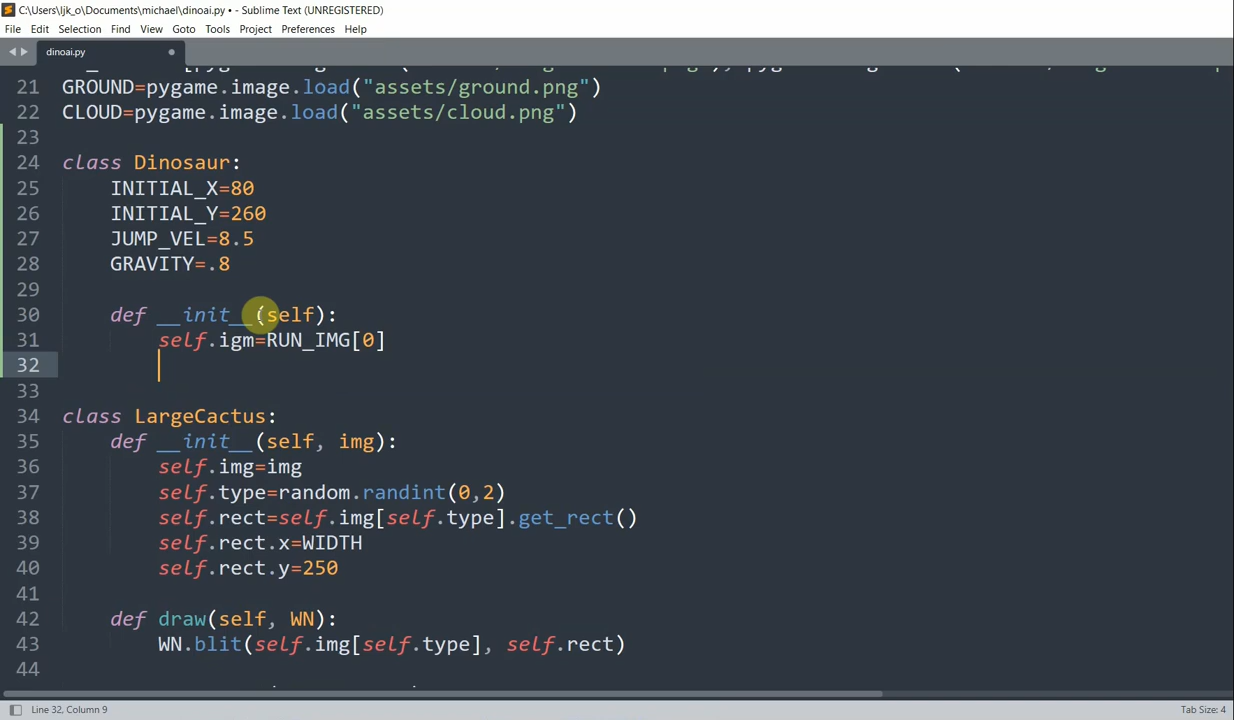 C:\Users\ljk_o\Documents\michael\dinoai.py • - Sublime Text (UNREGISTERED)
File Edit Selection Find View Goto Tools Project Preferences Help
dinoai.py
21 GROUND=pygame.image.load("assets/ground.png")
22 CLOUD=pygame.image.load("assets/cloud.png")
23
24 class Dinosaur:
25 INITIAL_X=80
26 INITIAL_Y=260
27 JUMP_VEL=8.5
28 GRAVITY=.8
29
30 def __init__(self):
31 self.igm=RUN_IMG[0]
32
33
34 class LargeCactus:
35 def __init__(self, img):
36 self.img=img
37 self.type=random.randint(0,2)
38 self.rect=self.img[self.type].get_rect()
39 self.rect.x=WIDTH
40 self.rect.y=250
41
42 def draw(self, WN):
43 WN.blit(self.img[self.type], self.rect)
44
Line 32, Column 9 Tab Size: 4